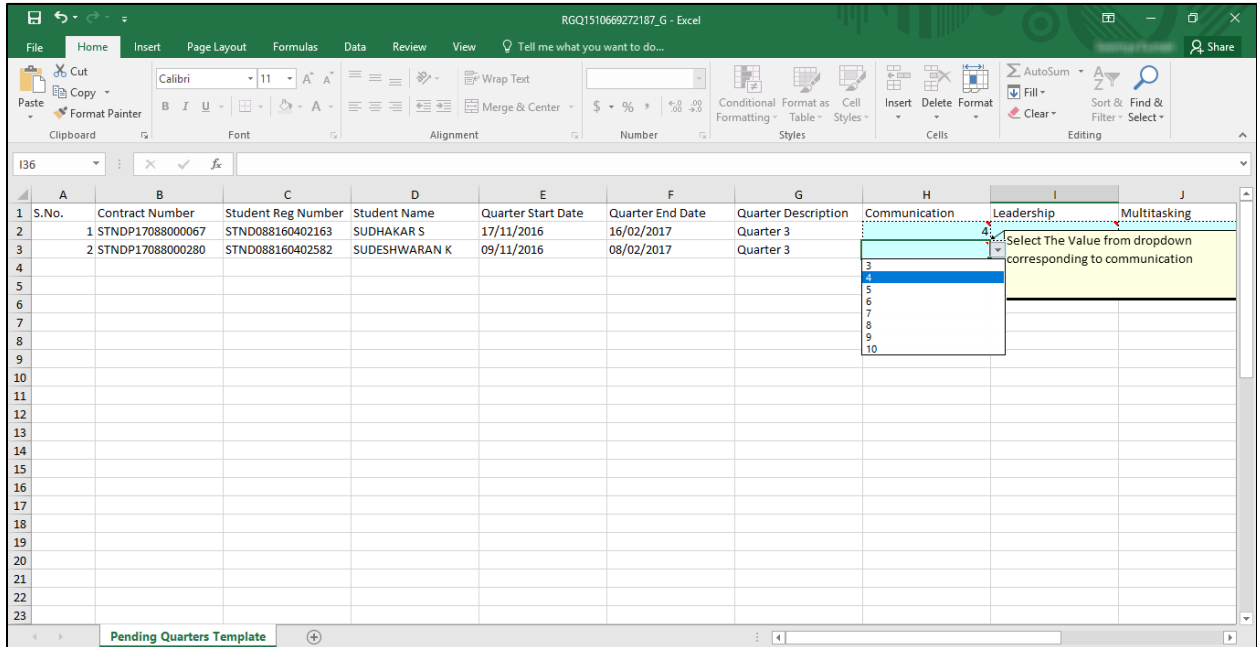 RGQ1510669272187_G - Excel
File Home Insert Page Layout Formulas Data Review View Tell me what you want to do... Share
Cut
Copy
Format Painter
Paste
Calibri 11 A A
B I U A
Wrap Text
Merge & Center
$ % , .0 .00 .00 .0
Conditional Formatting
Format as Table
Cell Styles
Insert Delete Format
AutoSum
Fill
Clear
Sort & Filter
Find & Select
Clipboard Font Alignment Number Styles Cells Editing
I36 fx
A B C D E F G H I J
1 S.No. Contract Number Student Reg Number Student Name Quarter Start Date Quarter End Date Quarter Description Communication Leadership Multitasking
2 1 STNDP17088000067 STND088160402163 SUDHAKAR S 17/11/2016 16/02/2017 Quarter 3 4
3 2 STNDP17088000280 STND088160402582 SUDESHWARAN K 09/11/2016 08/02/2017 Quarter 3
Select The Value from dropdown
corresponding to communication
3
4
5
6
7
8
9
10
4
5
6
7
8
9
10
11
12
13
14
15
16
17
18
19
20
21
22
23
Pending Quarters Template